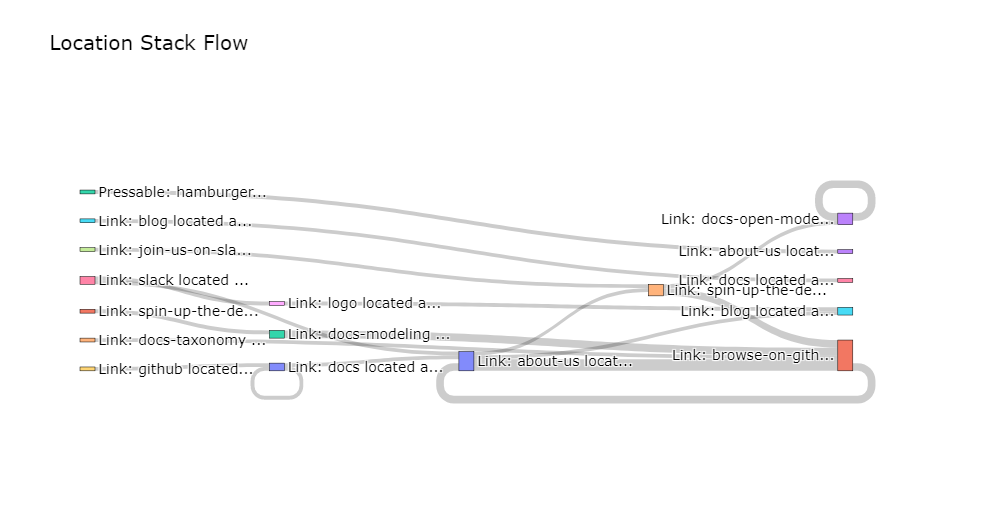 Location Stack Flow
Pressable: hamburger...
Link: blog located a...
Link: join-us-on-sla...
Link: slack located ...
Link: spin-up-the-de...
Link: docs-taxonomy ...
Link: github located...
Link: logo located a...
Link: docs-modeling ...
Link: docs located a...
Link: about-us locat...
Link: spin-up-the-de...
Link: docs-open-mode...
Link: about-us locat...
Link: docs located a...
Link: blog located a...
Link: browse-on-gith...